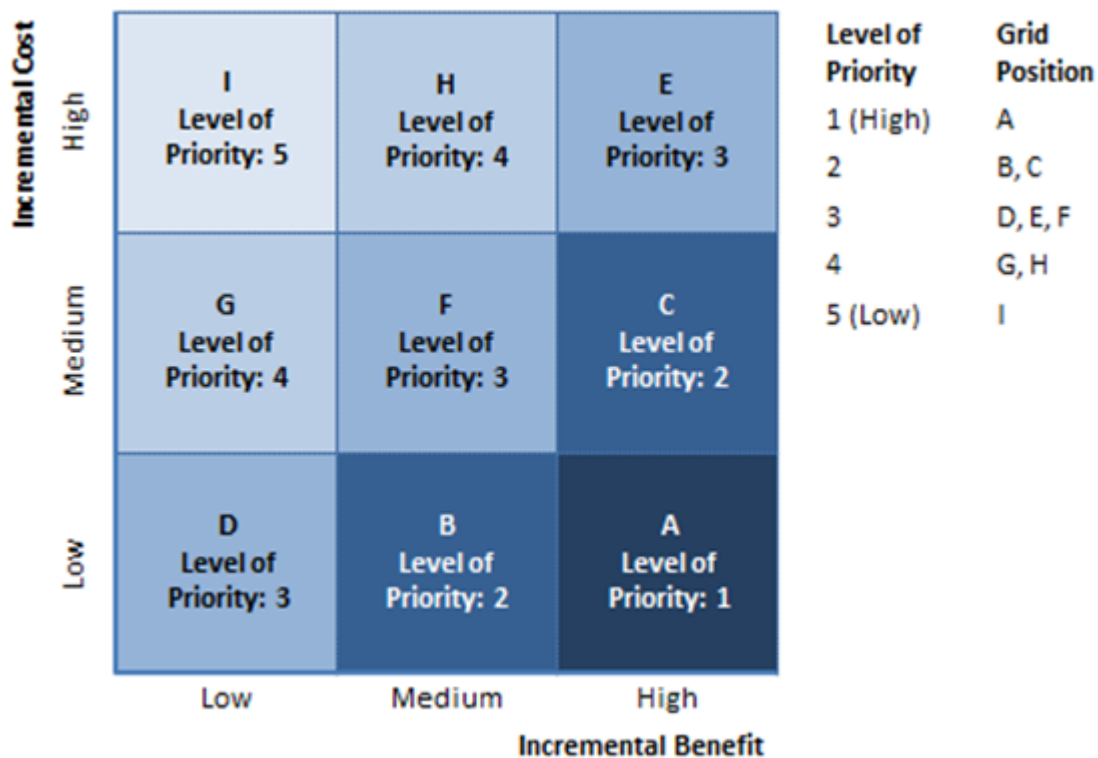 Incremental Cost
High
Medium
Low
I
Level of
Priority: 5
H
Level of
Priority: 4
E
Level of
Priority: 3
G
Level of
Priority: 4
F
Level of
Priority: 3
C
Level of
Priority: 2
D
Level of
Priority: 3
B
Level of
Priority: 2
A
Level of
Priority: 1
Low Medium High
Incremental Benefit
Level of Grid
Priority Position
1 (High) A
2 B, C
3 D, E, F
4 G, H
5 (Low) I